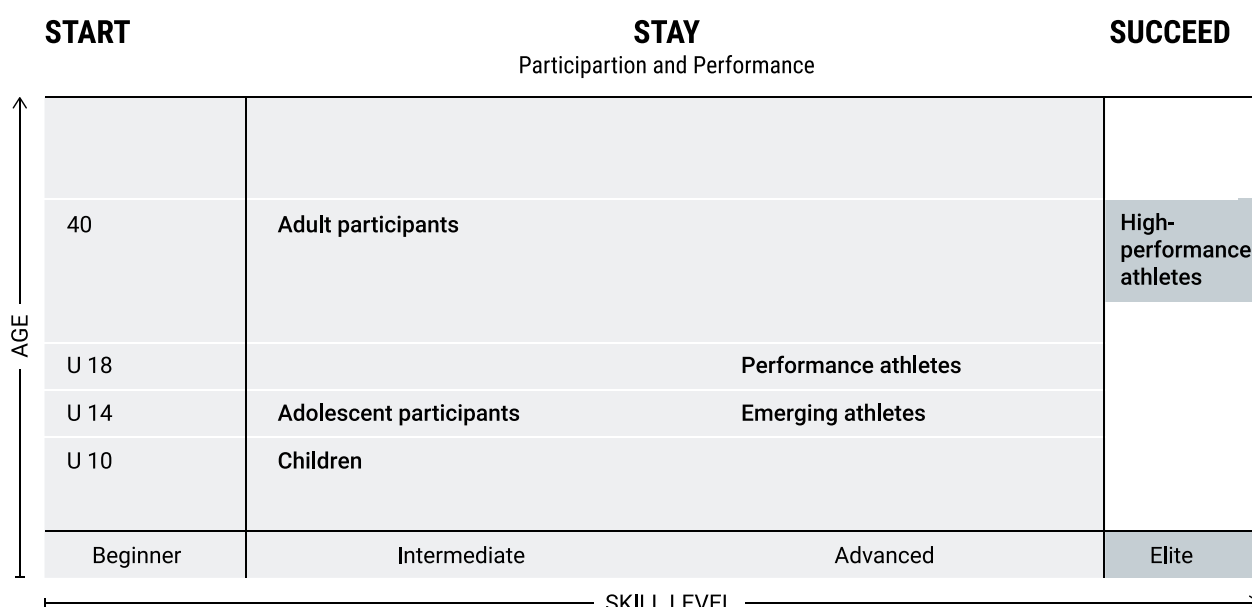 START STAY SUCCEED
Participartion and Performance
40 Adult participants High-
performance
athletes
AGE
U 18 Performance athletes
U 14 Adolescent participants Emerging athletes
U 10 Children
Beginner Intermediate Advanced Elite
SKILL LEVEL